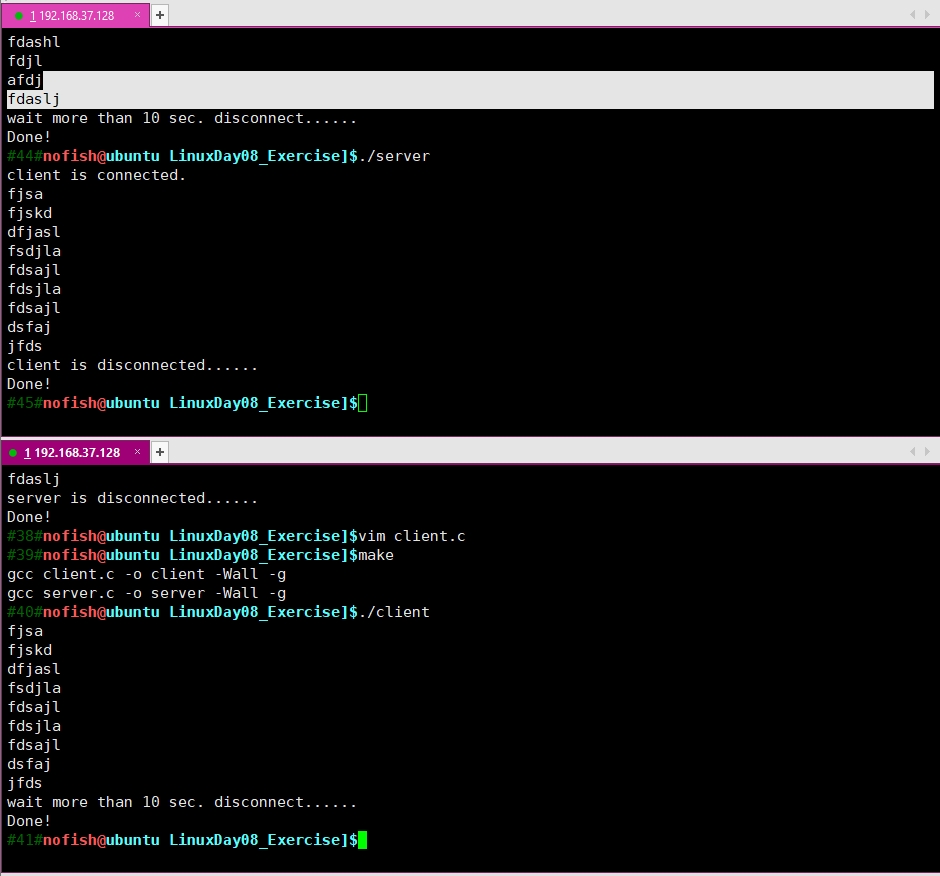 1 192.168.37.128 × +
fdashl
fdjl
afdj
fdaslj
wait more than 10 sec. disconnect......
Done!
#44#nofish@ubuntu LinuxDay08_Exercise]$./server
client is connected.
fjsa
fjskd
dfjasl
fsdjla
fdsajl
fdsjla
fdsajl
dsfaj
jfds
client is disconnected......
Done!
#45#nofish@ubuntu LinuxDay08_Exercise]$
1 192.168.37.128 × +
fdaslj
server is disconnected......
Done!
#38#nofish@ubuntu LinuxDay08_Exercise]$vim client.c
#39#nofish@ubuntu LinuxDay08_Exercise]$make
gcc client.c -o client -Wall -g
gcc server.c -o server -Wall -g
#40#nofish@ubuntu LinuxDay08_Exercise]$./client
fjsa
fjskd
dfjasl
fsdjla
fdsajl
fdsjla
fdsajl
dsfaj
jfds
wait more than 10 sec. disconnect......
Done!
#41#nofish@ubuntu LinuxDay08_Exercise]$